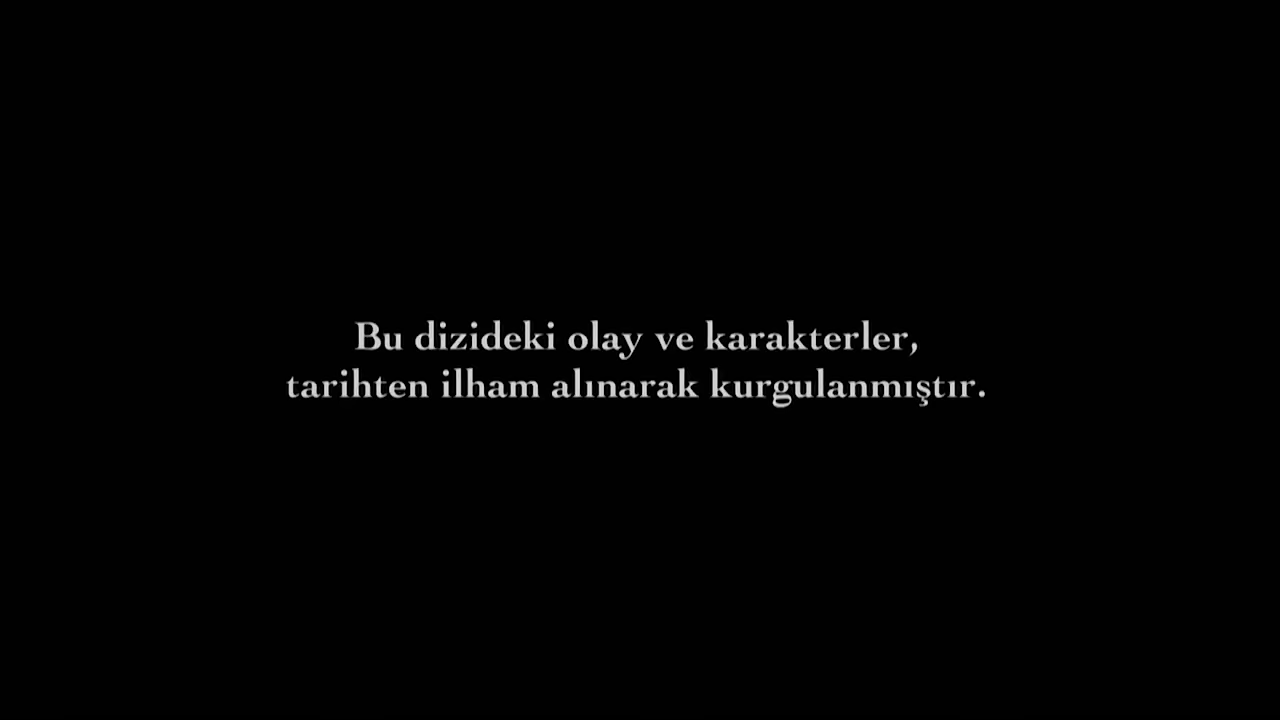 Bu dizideki olay ve karakterler,
tarihten ilham alınarak kurgulanmıştır.